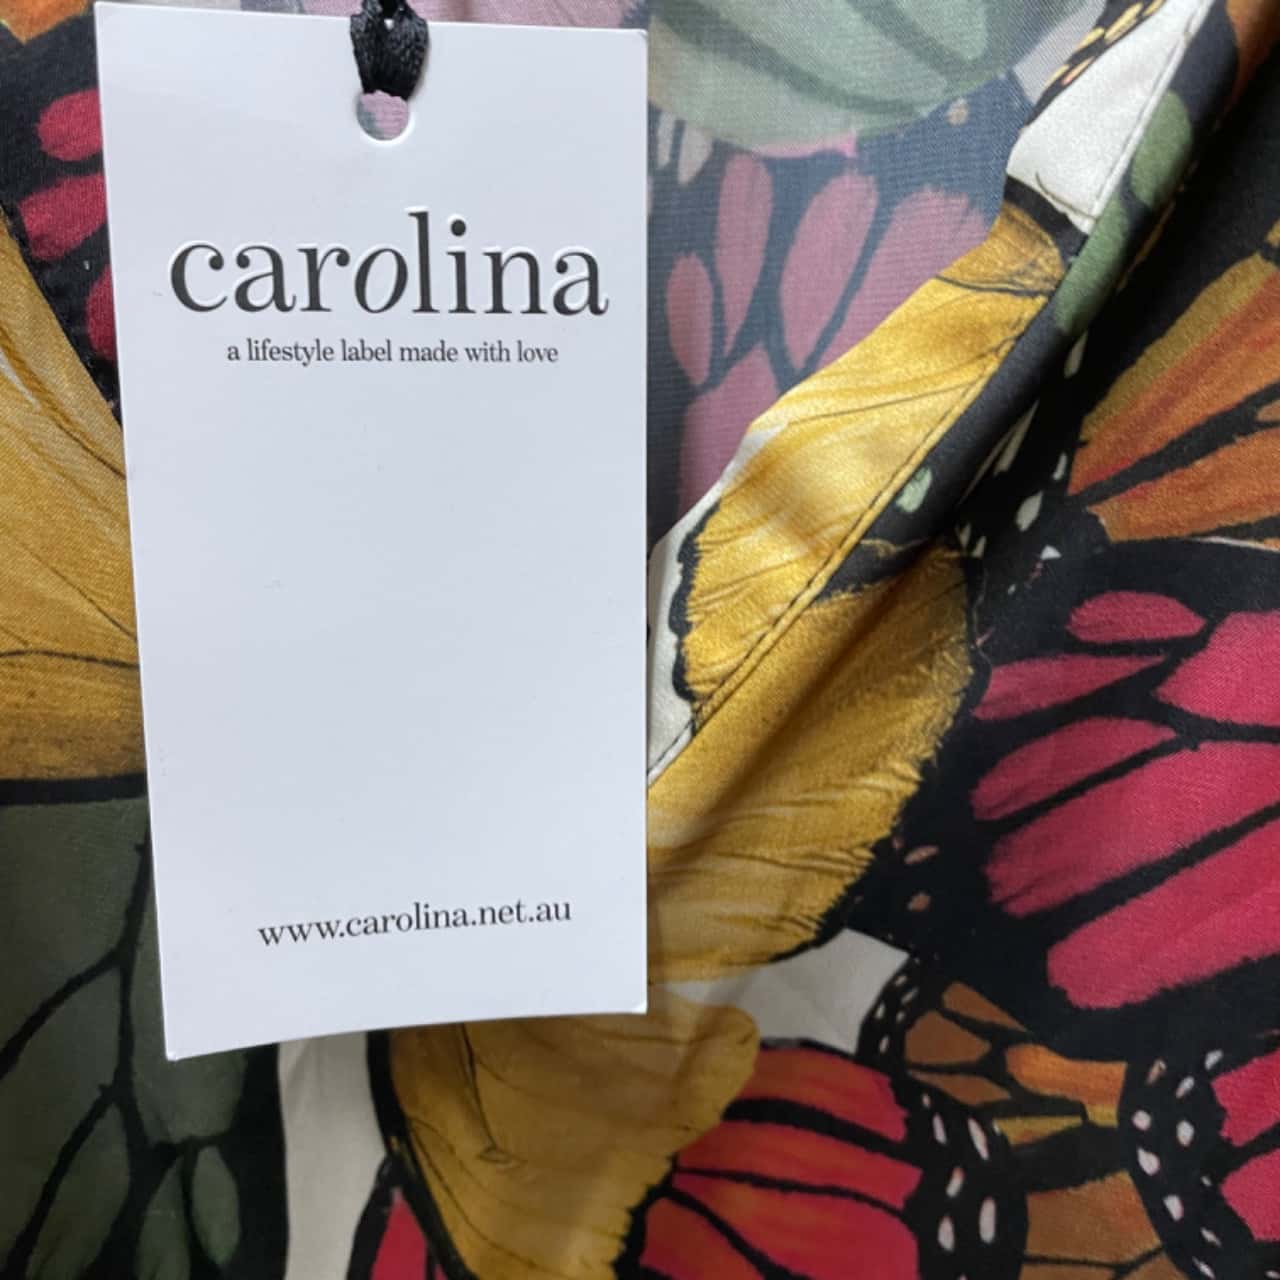 carolina
a lifestyle label made with love
www.carolina.net.au